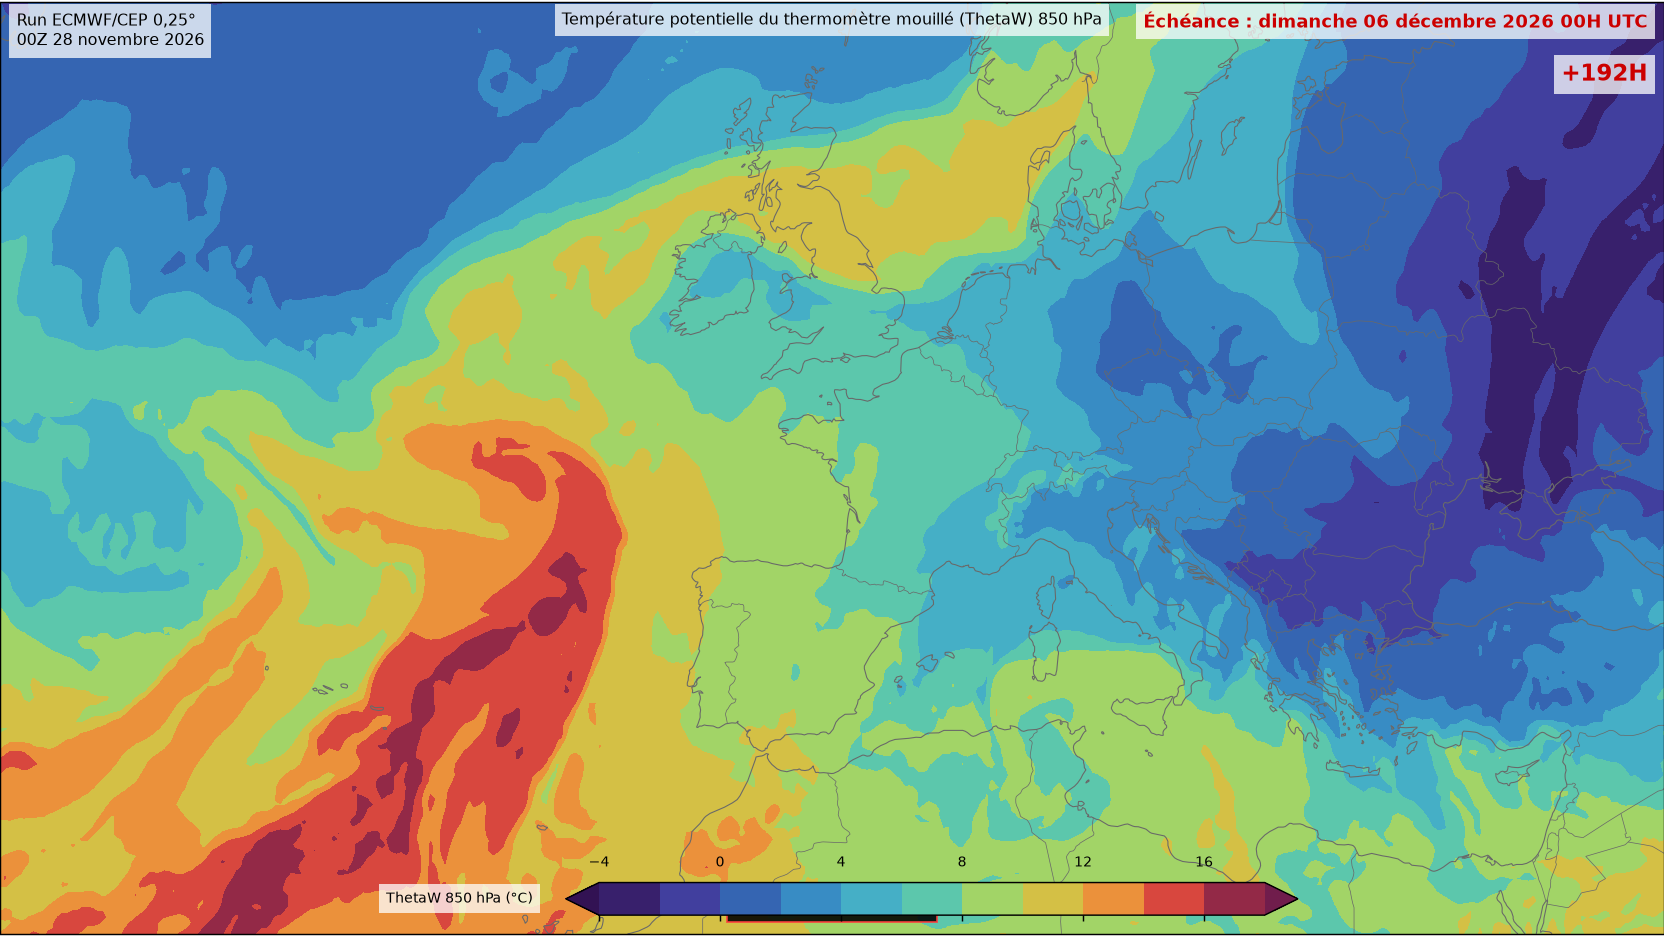 Run ECMWF/CEP 0,25°
00Z 28 novembre 2026
Température potentielle du thermomètre mouillé (ThetaW) 850 hPa
Échéance : dimanche 06 décembre 2026 00H UTC
+192H
−4 0 4 8 12 16
ThetaW 850 hPa (°C)